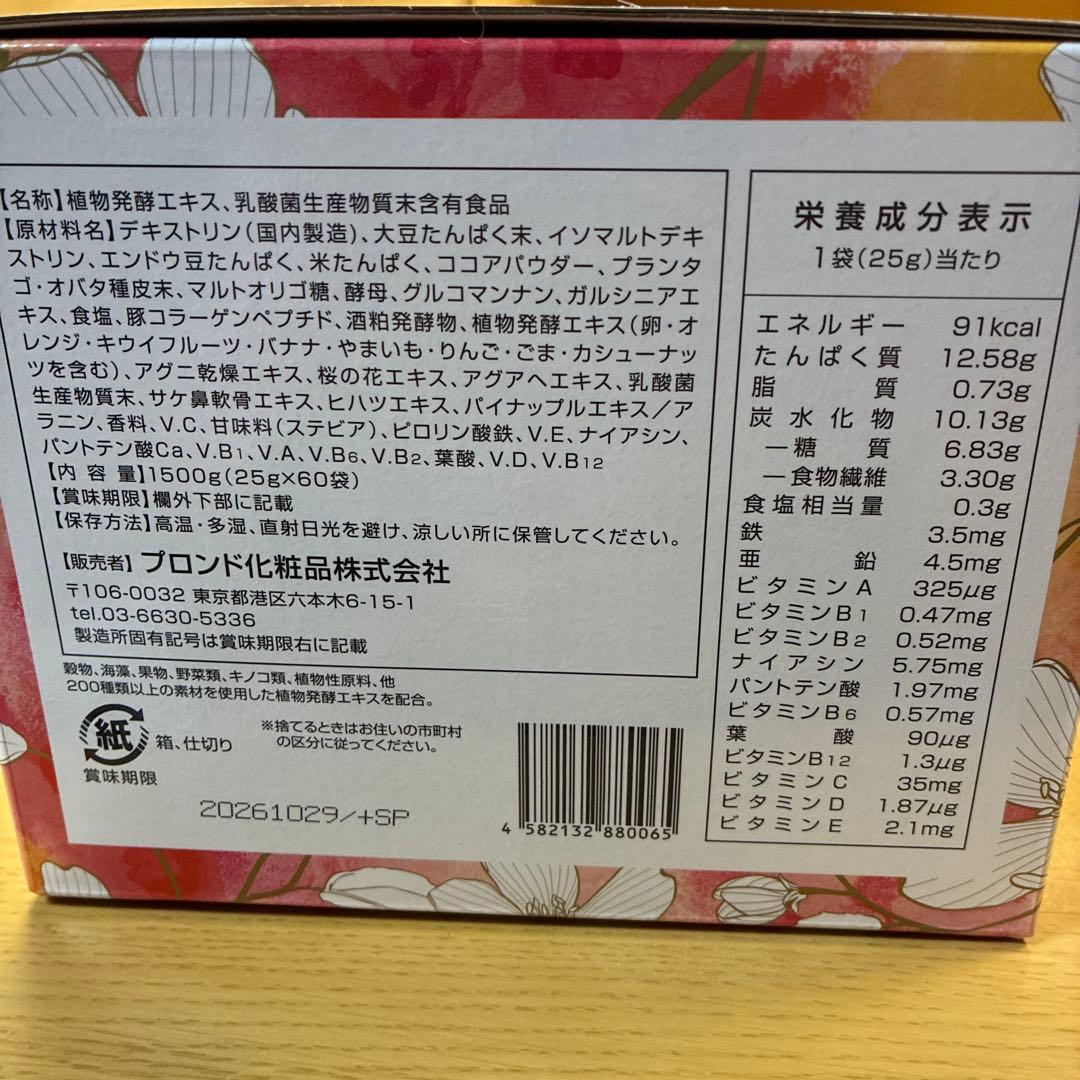 【名称】植物発酵エキス、乳酸菌生産物質末含有食品
【原材料名】デキストリン(国内製造)、大豆たんぱく末、イソマルトデキ
ストリン、エンドウ豆たんぱく、米たんぱく、ココアパウダー、プランタ
ゴ・オバタ種皮末、マルトオリゴ糖、酵母、グルコマンナン、ガルシニアエ
キス、食塩、豚コラーゲンペプチド、酒粕発酵物、植物発酵エキス(卵・オ
レンジ・キウイフルーツ・バナナ・やまいも・りんご・ごま・カシューナッ
ツを含む)、アグニ乾燥エキス、桜の花エキス、アグアヘエキス、乳酸菌
生産物質末、サケ鼻軟骨エキス、ヒハツエキス、パイナップルエキス/ア
ラニン、香料、V.C、甘味料(ステビア)、ピロリン酸鉄、V.E、ナイアシン、
パントテン酸Ca、V.B1、V.A、V.B6、V.B2、葉酸、V.D、V.B12
【内 容 量】1500g(25g×60袋)
【賞味期限】欄外下部に記載
【保存方法】高温・多湿、直射日光を避け、涼しい所に保管してください。
【販売者】プロンド化粧品株式会社
〒106-0032 東京都港区六本木6-15-1
tel.03-6630-5336
製造所固有記号は賞味期限右に記載
穀物、海藻、果物、野菜類、キノコ類、植物性原料、他
200種類以上の素材を使用した植物発酵エキスを配合。
紙
箱、仕切り
※捨てるときはお住いの市町村
の区分に従ってください。
賞味期限
20261029/+SP
4 582132 880065
栄養成分表示
1袋(25g)当たり
エネルギー 91kcal
たんぱく質 12.58g
脂 質 0.73g
炭水化物 10.13g
―糖 質 6.83g
―食物繊維 3.30g
食塩相当量 0.3g
鉄 3.5mg
亜 鉛 4.5mg
ビタミンA 325μg
ビタミンB1 0.47mg
ビタミンB2 0.52mg
ナイアシン 5.75mg
パントテン酸 1.97mg
ビタミンB6 0.57mg
葉 酸 90μg
ビタミンB12 1.3μg
ビタミンC 35mg
ビタミンD 1.87μg
ビタミンE 2.1mg